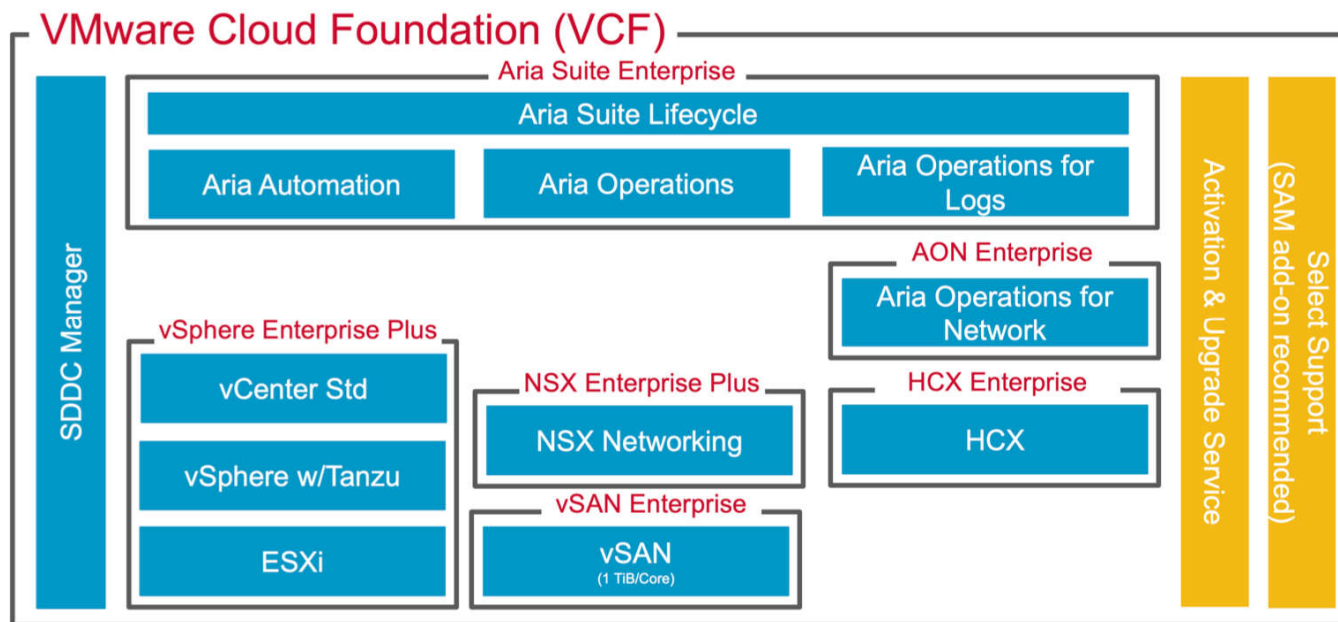 VMware Cloud Foundation (VCF)
SDDC Manager
Aria Suite Enterprise
Aria Suite Lifecycle
Aria Automation
Aria Operations
Aria Operations for
Logs
AON Enterprise
Aria Operations for
Network
vSphere Enterprise Plus
vCenter Std
vSphere w/Tanzu
ESXi
NSX Enterprise Plus
NSX Networking
HCX Enterprise
HCX
vSAN Enterprise
vSAN
(1 TiB/Core)
Activation & Upgrade Service
Select Support
(SAM add-on recommended)